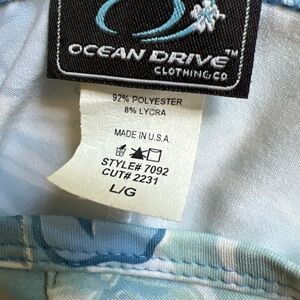 OCEAN DRIVE™
CLOTHING CO
92% POLYESTER
8% LYCRA
MADE IN U.S.A
STYLE# 7092
CUT# 2231
L/G